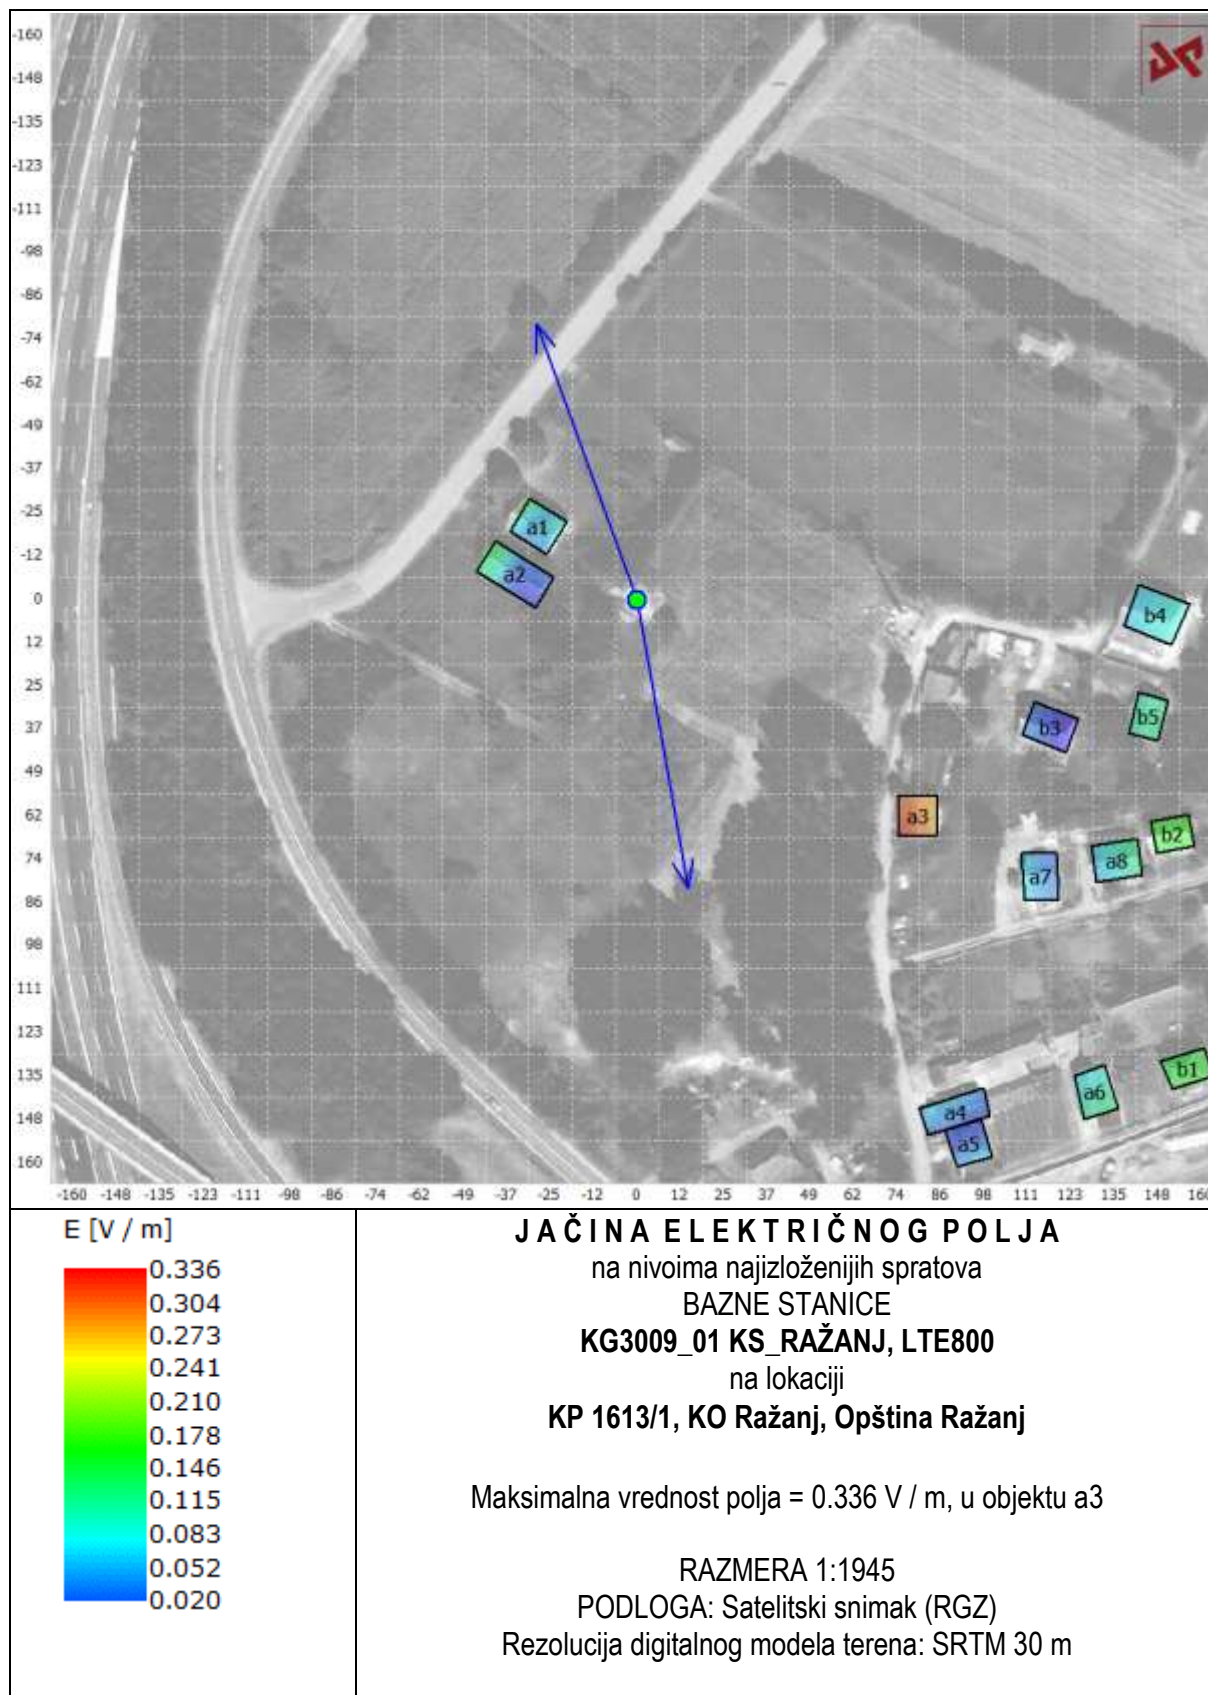 -160
-148
-135
-123
-111
-98
-86
-74
-62
-49
-37
-25
-12
0
12
25
37
49
62
74
86
98
111
123
135
148
160
a1
a2
b4
b5
b3
a3
b2
a8
a7
b1
a6
a4
a5
-160 -148 -135 -123 -111 -98 -86 -74 -62 -49 -37 -25 -12 0 12 25 37 49 62 74 86 98 111 123 135 148 160
E [V / m]
0.336
0.304
0.273
0.241
0.210
0.178
0.146
0.115
0.083
0.052
0.020
JAČINA ELEKTRIČNOG POLJA
na nivoima najizloženijih spratova
BAZNE STANICE
KG3009_01 KS_RAŽANJ, LTE800
na lokaciji
KP 1613/1, KO Ražanj, Opština Ražanj
Maksimalna vrednost polja = 0.336 V / m, u objektu a3
RAZMERA 1:1945
PODLOGA: Satelitski snimak (RGZ)
Rezolucija digitalnog modela terena: SRTM 30 m